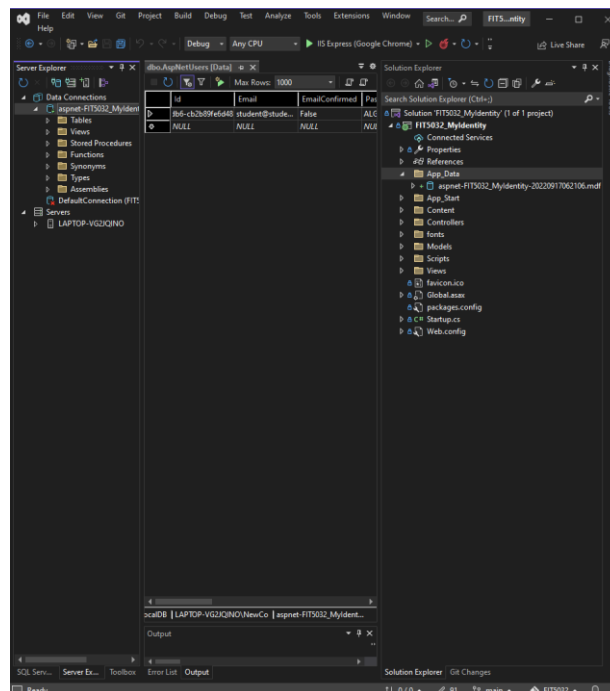 File Edit View Git Project Build Debug Test Analyze Tools Extensions Window Search... FIT5...ntity
Help
Debug Any CPU IIS Express (Google Chrome) Live Share
Server Explorer
Data Connections
aspnet-FIT5032_MyIdent
Tables
Views
Stored Procedures
Functions
Synonyms
Types
Assemblies
DefaultConnection (FIT5
Servers
LAPTOP-VG2JQINO
dbo.AspNetUsers [Data]
Max Rows: 1000
Id Email EmailConfirmed Pas
student@stude... False ALG
NULL NULL NULL NUL
ocalDB LAPTOP-VG2JQINO\NewCo aspnet-FIT5032_MyIdent...
Output
SQL Serv... Server Ex... Toolbox Error List Output
Solution Explorer
Search Solution Explorer (Ctrl+;)
Solution 'FIT5032_MyIdentity' (1 of 1 project)
FIT5032_MyIdentity
Connected Services
Properties
References
App_Data
aspnet-FIT5032_MyIdentity-20220917062106.mdf
App_Start
Content
Controllers
fonts
Models
Scripts
Views
favicon.ico
Global.asax
packages.config
C# Startup.cs
Web.config
Solution Explorer Git Changes
Ready 0/0 91 main FIT5032